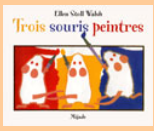 Ellen Stoll Walsh
Trois souris peintres
Mijade